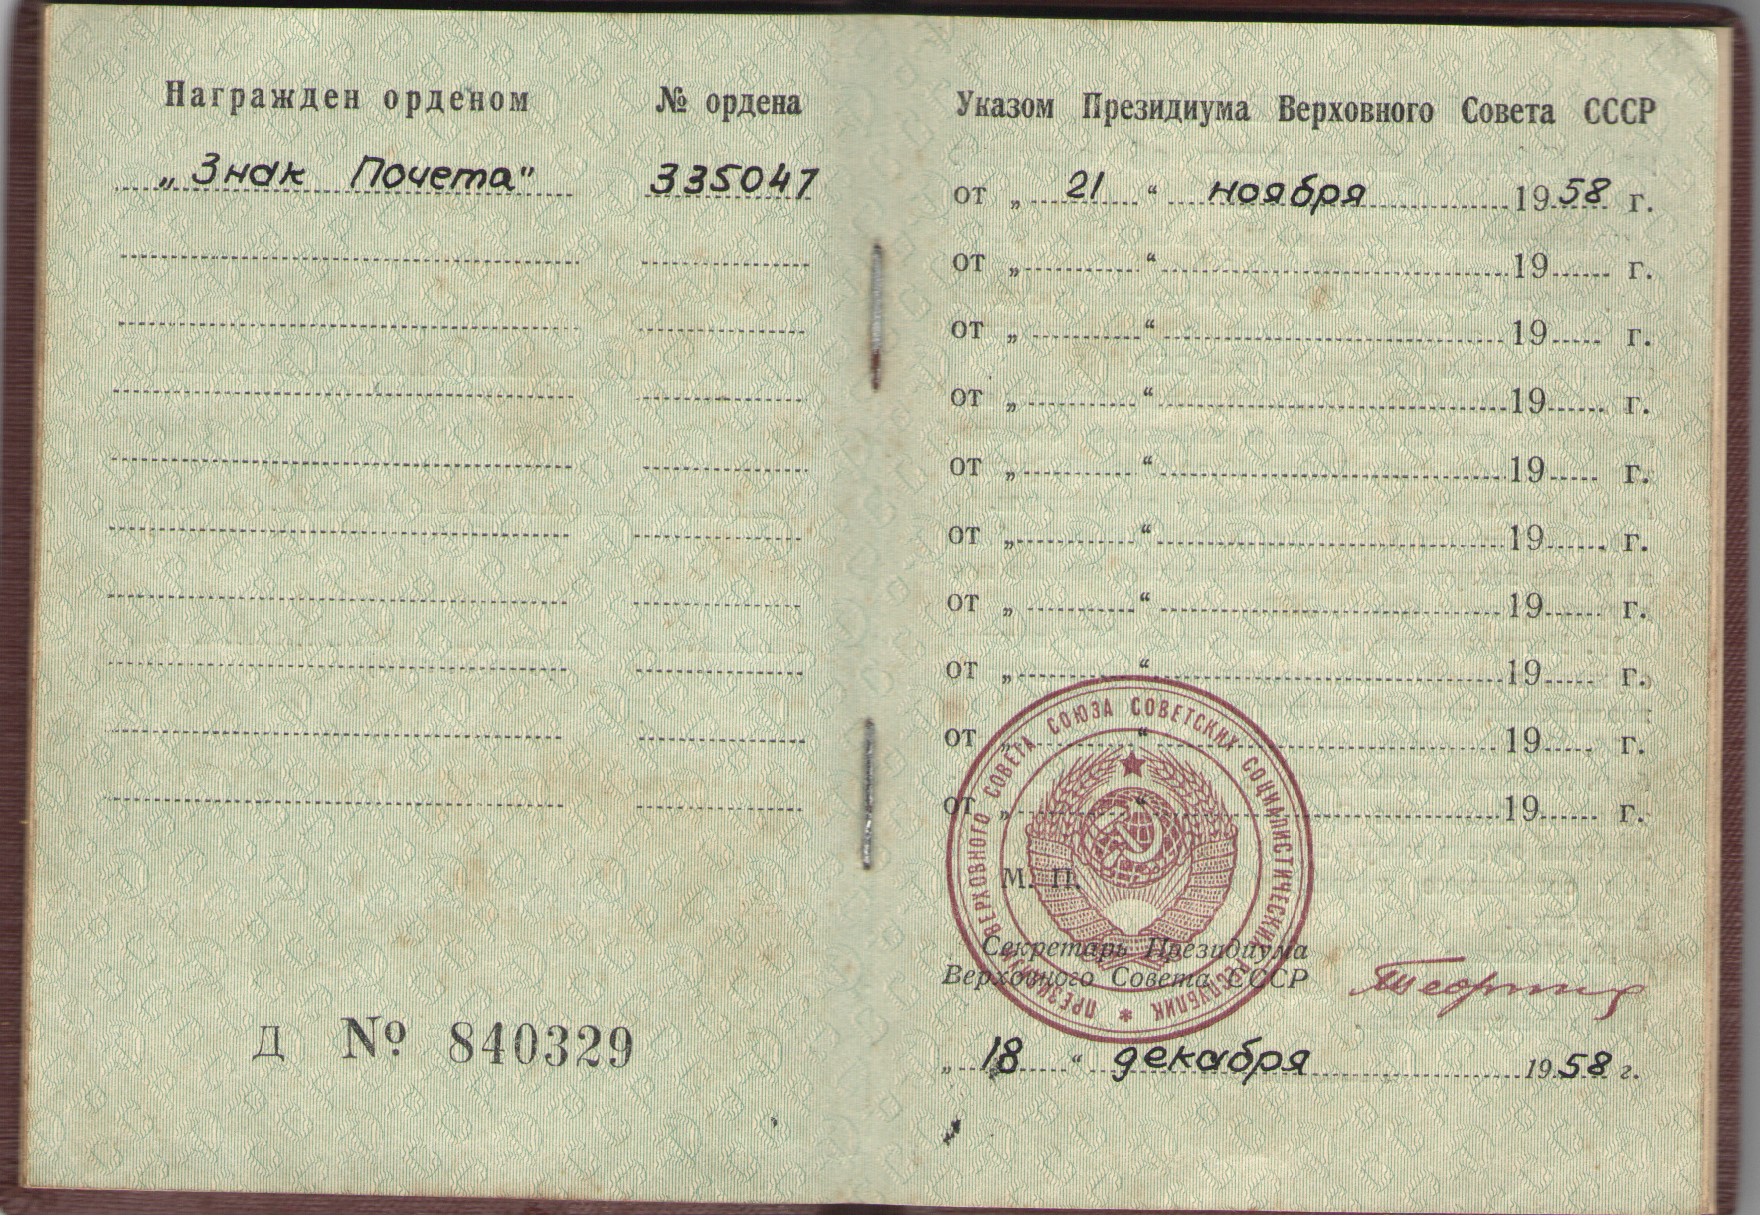 Награжден орденом № ордена
„Знак Почета" 335047
Д № 840329
Указом Президиума Верховного Совета СССР
от „ 21 “ ноября 1958 г.
от „ “ 19 г.
от „ “ 19 г.
от „ “ 19 г.
от „ “ 19 г.
от „ “ 19 г.
от „ “ 19 г.
от „ “ 19 г.
от „ “ 19 г.
от „ “ 19 г.
М. П.
ПРЕЗИДИУМ ВЕРХОВНОГО СОВЕТА СОЮЗА СОВЕТСКИХ СОЦИАЛИСТИЧЕСКИХ РЕСПУБЛИК *
Секретарь Президиума
Верховного Совета СССР
„ 18 “ декабря 1958 г.